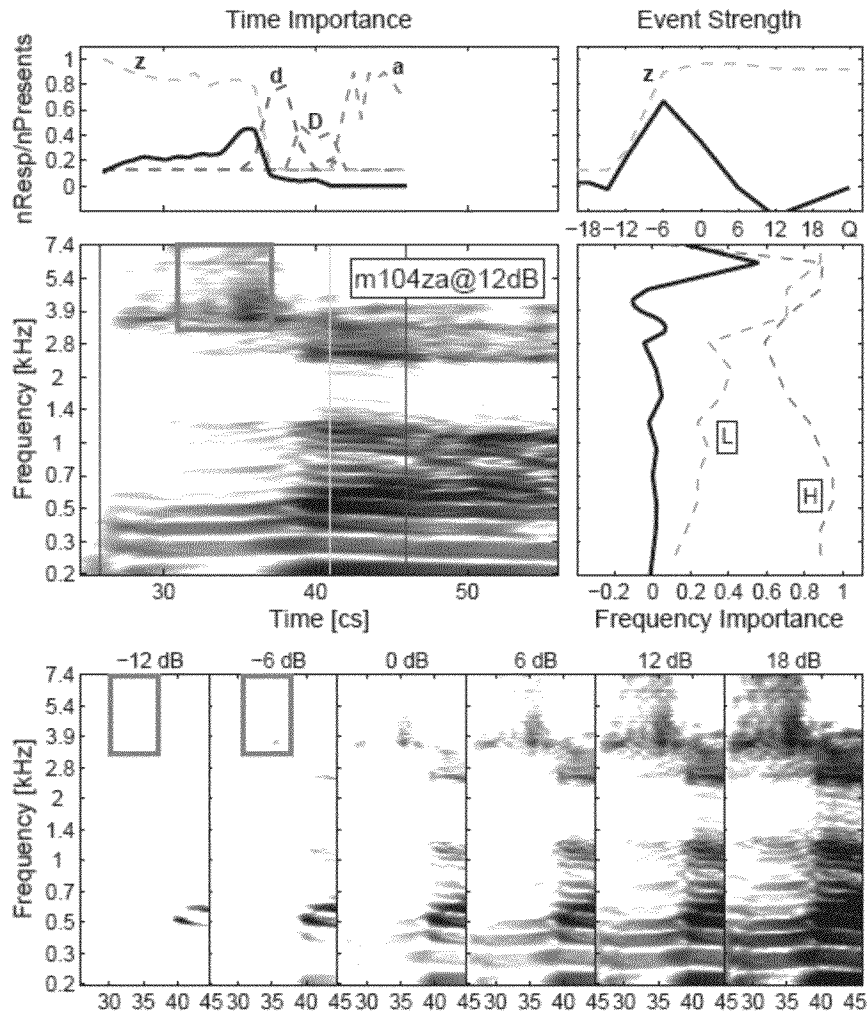 Time Importance
Event Strength
nResp/nPresents
1
0.8
0.6
0.4
0.2
0
z
d
D
a
z
−18 −12 −6 0 6 12 18 Q
Frequency [kHz]
7.4
5.4
3.9
2.8
2
1.4
1
0.7
0.5
0.3
0.2
m104za@12dB
L
H
30 40 50
Time [cs]
0 0.2 0.4 0.6 0.8 1
Frequency Importance
−12 dB −6 dB 0 dB 6 dB 12 dB 18 dB
Frequency [kHz]
7.4
5.4
3.9
2.8
2
1.4
1
0.7
0.5
0.3
0.2
30 35 40 45 30 35 40 45 30 35 40 45 30 35 40 45 30 35 40 45 30 35 40 45